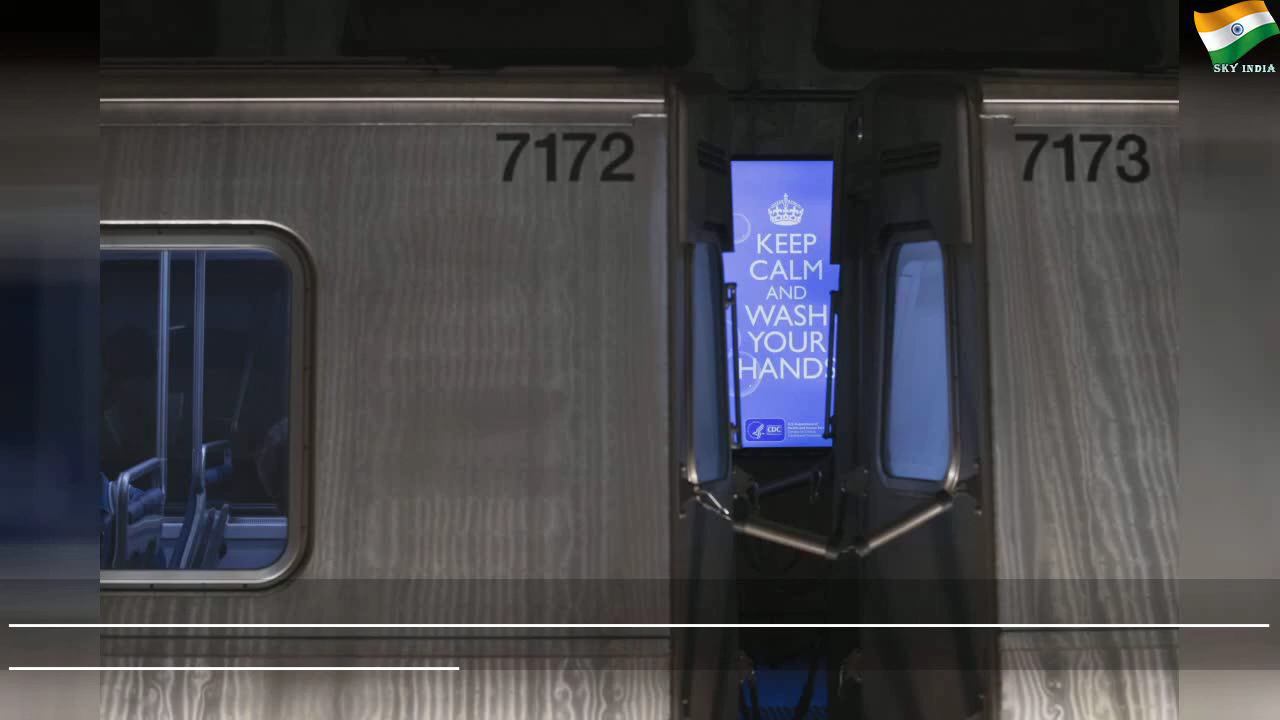 SKY INDIA
7172
7173
KEEP
CALM
AND
WASH
YOUR
HANDS
CDC